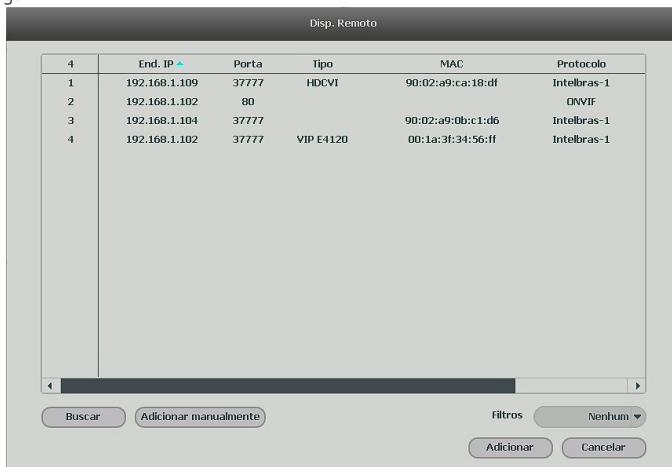 Disp. Remoto
4 End. IP Porta Tipo MAC Protocolo
1 192.168.1.109 37777 HDCVI 90:02:a9:ca:18:df Intelbras-1
2 192.168.1.102 80 ONVIF
3 192.168.1.104 37777 90:02:a9:0b:c1:d6 Intelbras-1
4 192.168.1.102 37777 VIP E4120 00:1a:3f:34:56:ff Intelbras-1
Buscar Adicionar manualmente Filtros Nenhum
Adicionar Cancelar